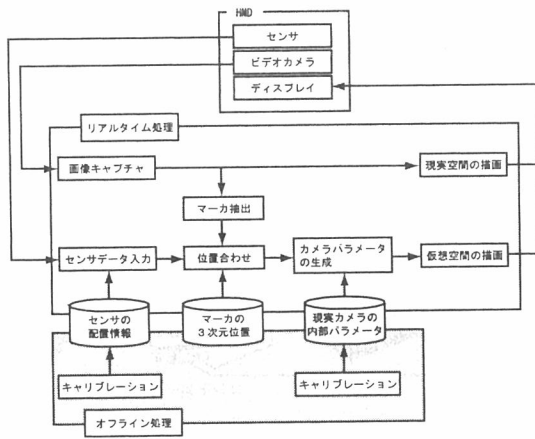 HMD
センサ
ビデオカメラ
ディスプレイ
リアルタイム処理
画像キャプチャ
現実空間の描画
マーカ抽出
センサデータ入力
位置合わせ
カメラパラメータ
の生成
仮想空間の描画
センサの
配置情報
マーカの
3次元位置
現実カメラの
内部パラメータ
キャリブレーション
キャリブレーション
オフライン処理